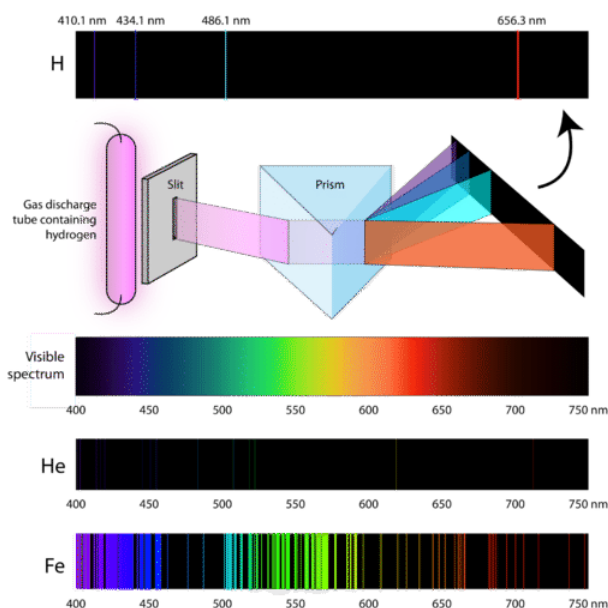 410.1 nm 434.1 nm 486.1 nm 656.3 nm
H
Gas discharge
tube containing
hydrogen
Slit
Prism
Visible
spectrum
400 450 500 550 600 650 700 750 nm
He
400 450 500 550 600 650 700 750 nm
Fe
400 450 500 550 600 650 700 750 nm